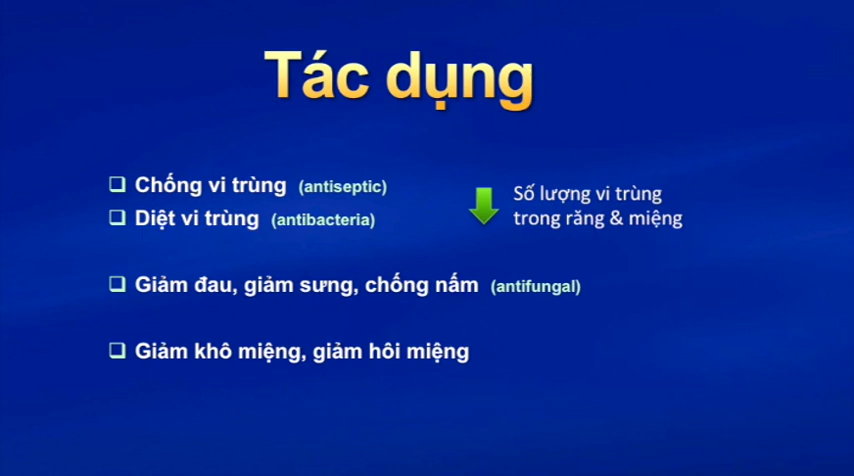 Tác dụng
Chống vi trùng (antiseptic)
Diệt vi trùng (antibacteria)
Số lượng vi trùng
trong răng & miệng
Giảm đau, giảm sưng, chống nấm (antifungal)
Giảm khô miệng, giảm hôi miệng